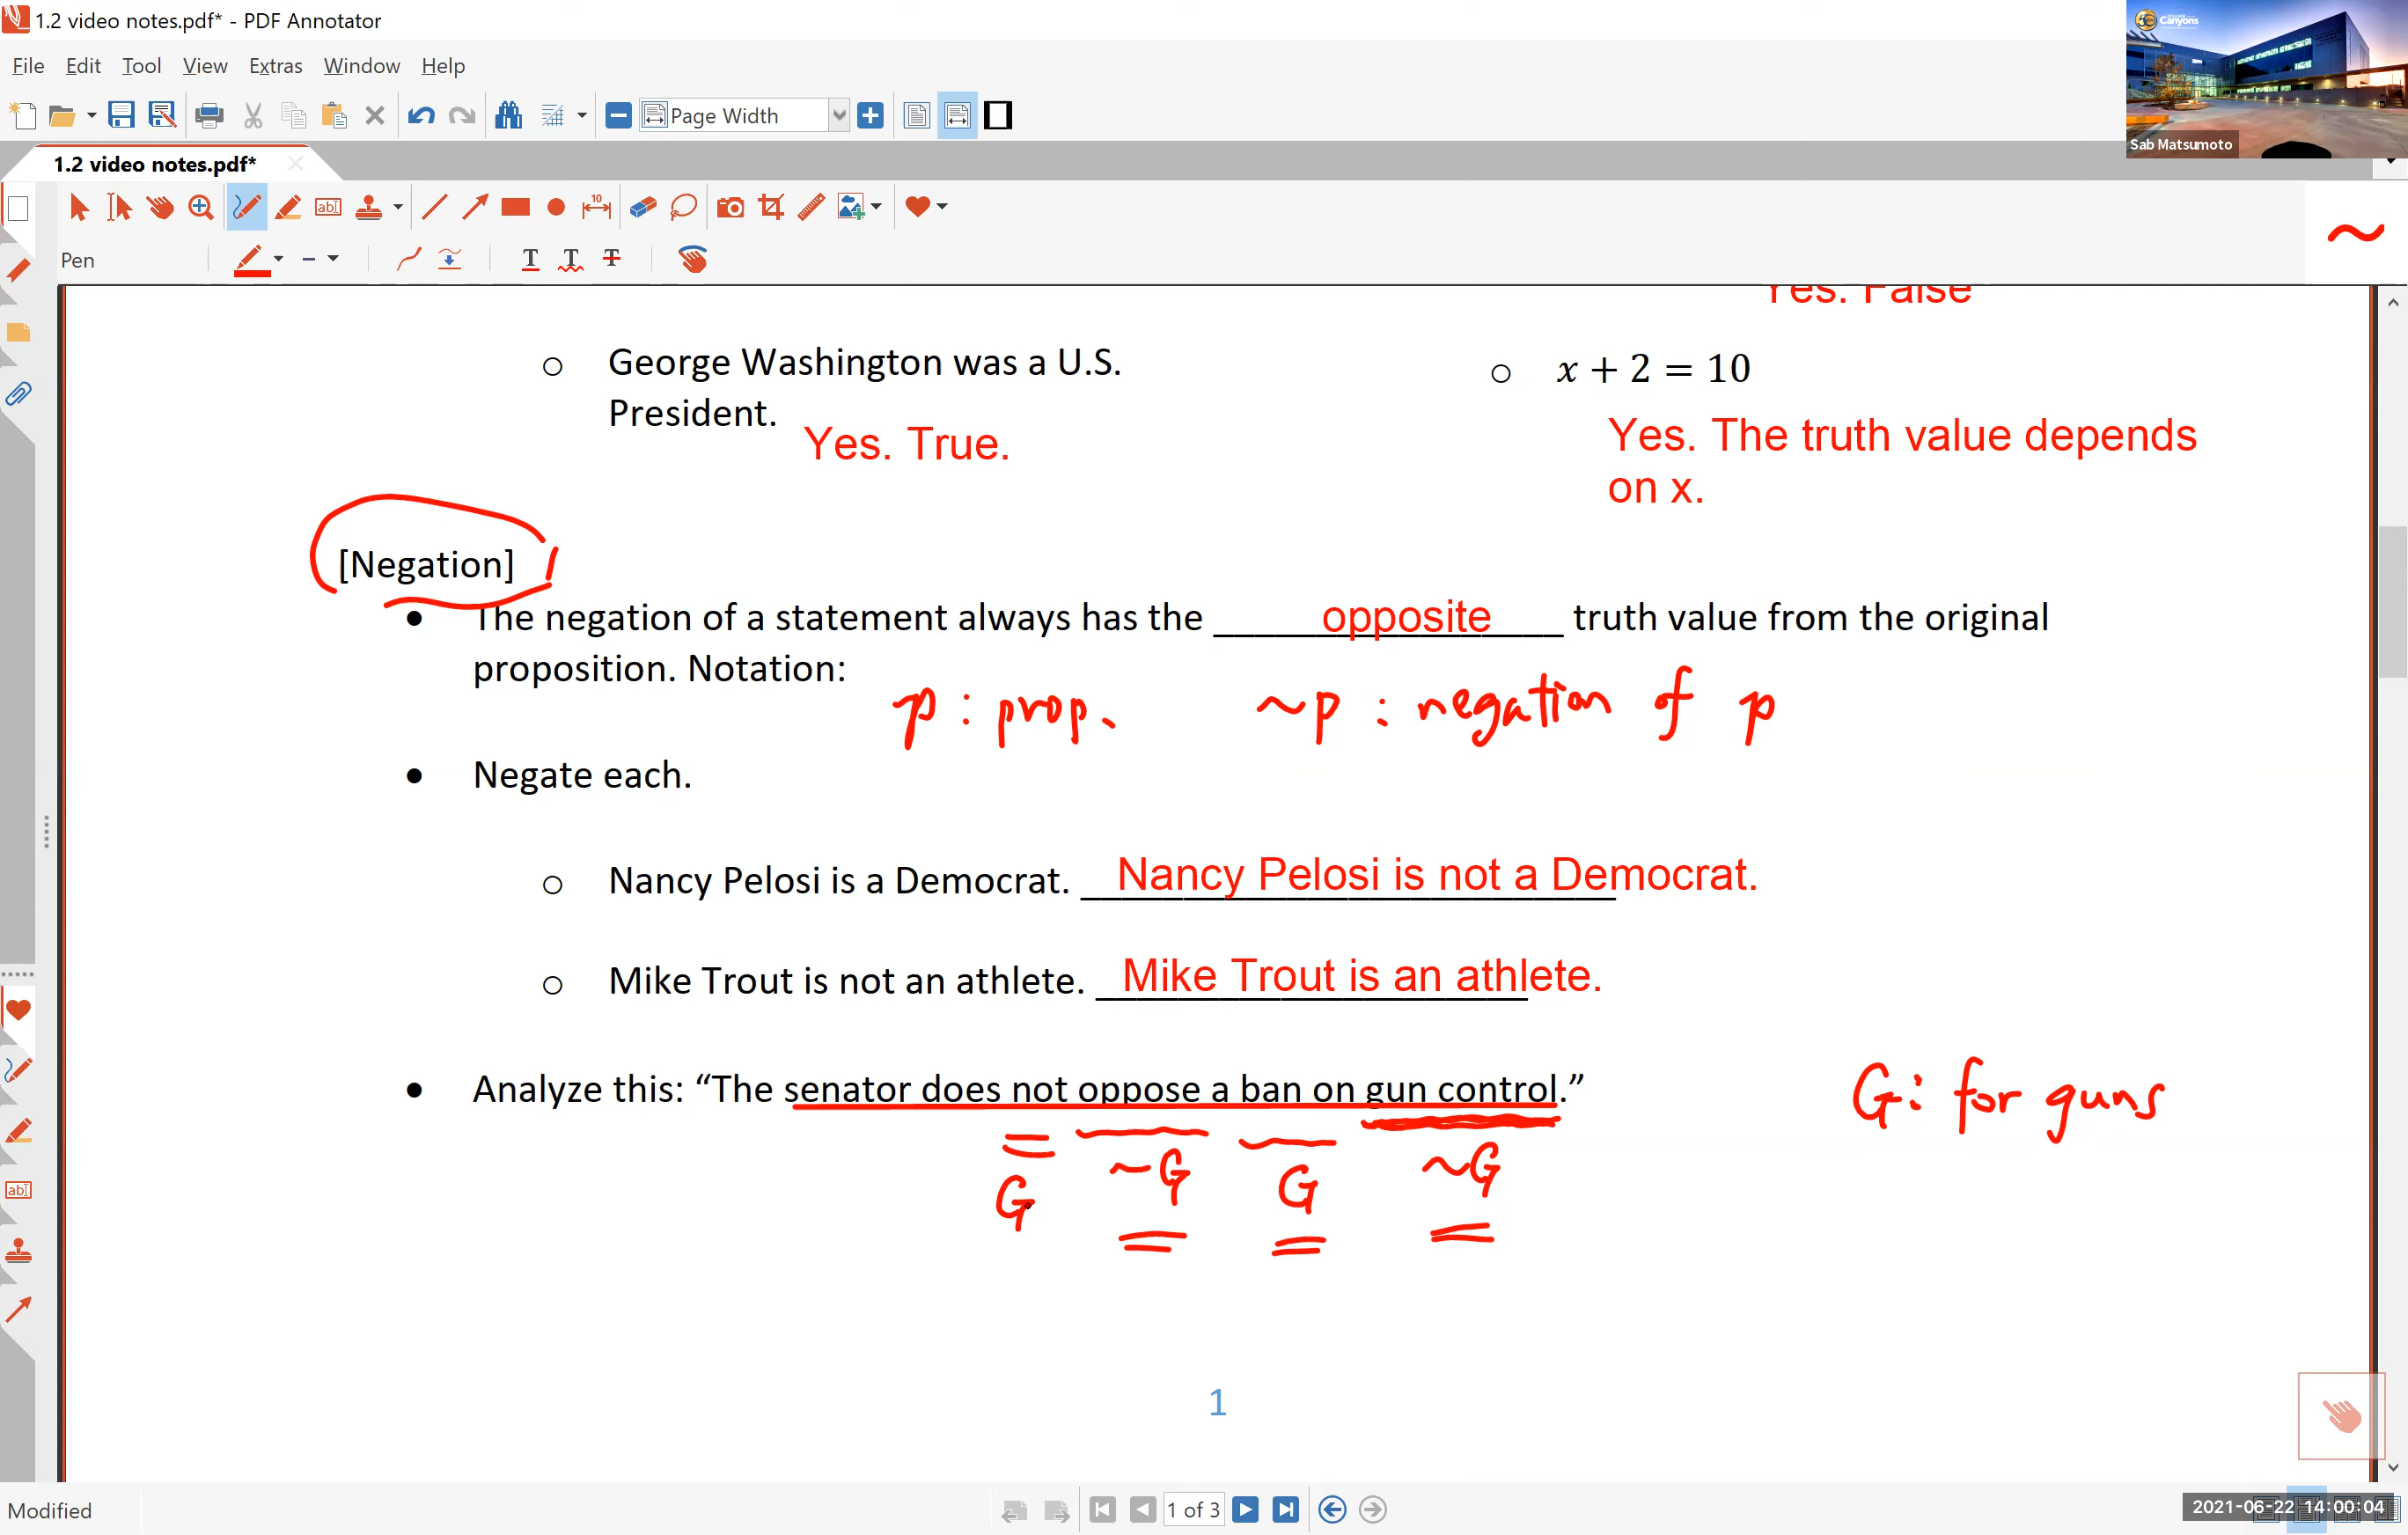 1.2 video notes.pdf* - PDF Annotator
File Edit Tool View Extras Window Help
Page Width
Canyons
Sab Matsumoto
1.2 video notes.pdf*
10
Pen
Yes. False
George Washington was a U.S.
President.
Yes. True.
x + 2 = 10
Yes. The truth value depends
on x.
[Negation]
The negation of a statement always has the opposite truth value from the original
proposition. Notation:
p : prop. ~p : negation of p
Negate each.
Nancy Pelosi is a Democrat. Nancy Pelosi is not a Democrat.
Mike Trout is not an athlete. Mike Trout is an athlete.
Analyze this: “The senator does not oppose a ban on gun control.”
G: for guns
G ~G G ~G
1
Modified
1 of 3
2021-06-22 14:00:04